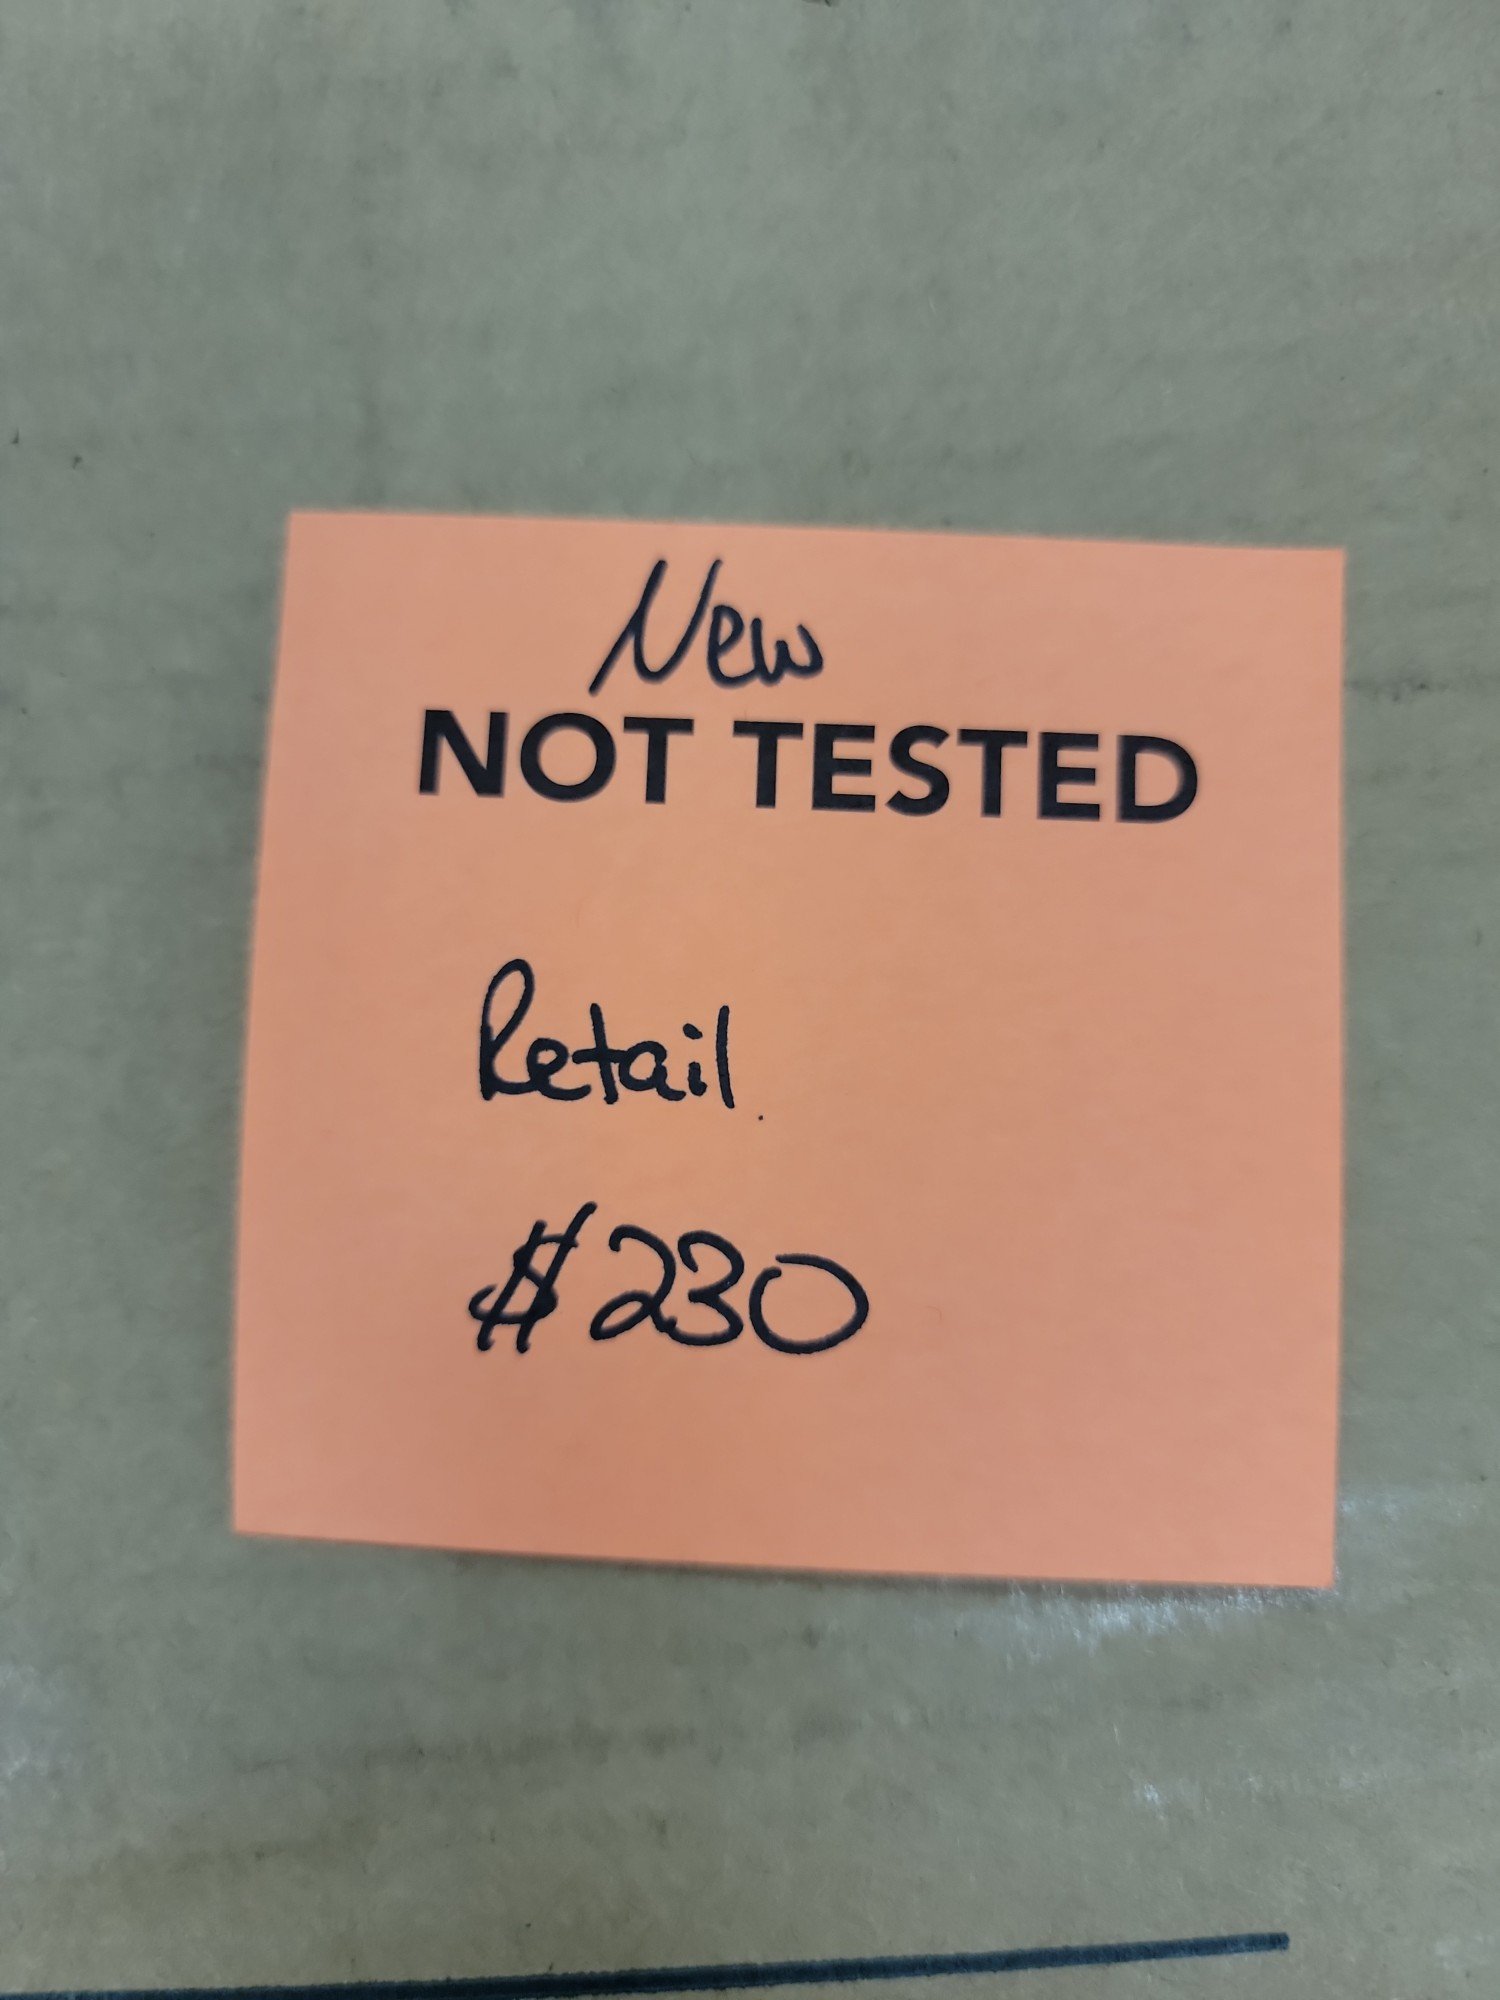 New
NOT TESTED
Retail
$230